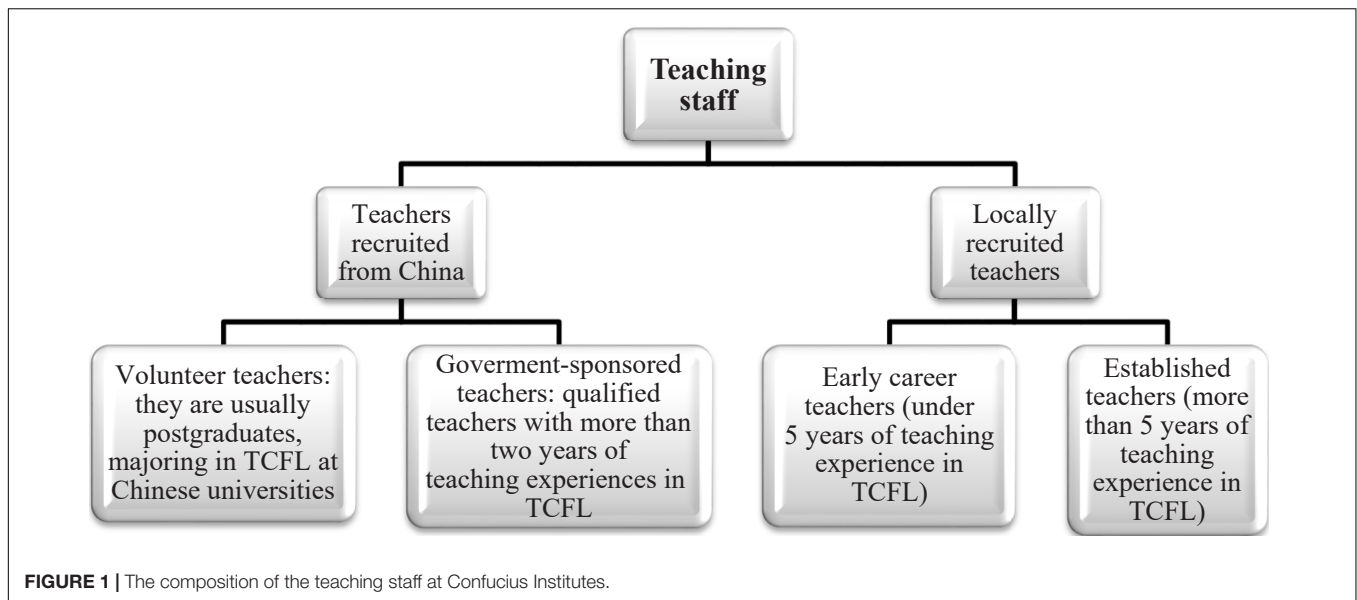 Teaching
staff
Teachers
recruited
from China
Locally
recruited
teachers
Volunteer teachers:
they are usually
postgraduates,
majoring in TCFL at
Chinese universities
Goverment-sponsored
teachers: qualified
teachers with more than
two years of
teaching experiences in
TCFL
Early career
teachers (under
5 years of teaching
experience in
TCFL)
Established
teachers (more
than 5 years of
teaching
experience in
TCFL)
FIGURE 1 | The composition of the teaching staff at Confucius Institutes.